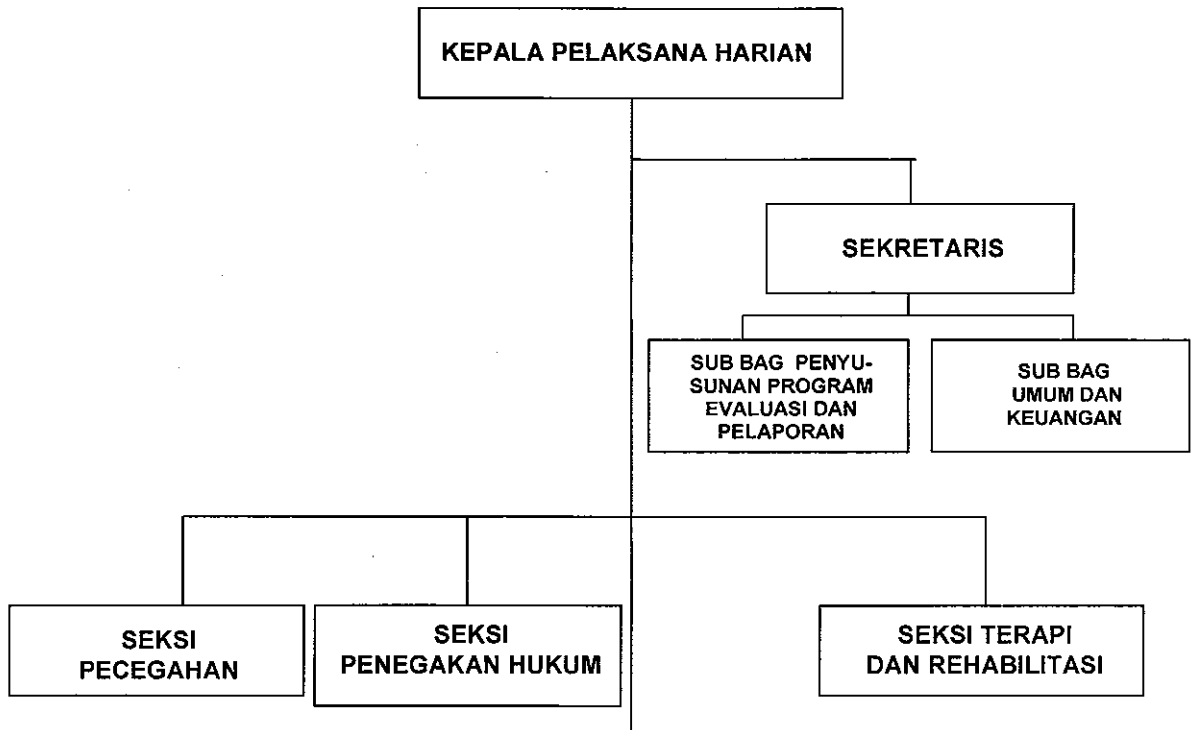 KEPALA PELAKSANA HARIAN
SEKRETARIS
SUB BAG PENYU-
SUNAN PROGRAM
EVALUASI DAN
PELAPORAN
SUB BAG
UMUM DAN
KEUANGAN
SEKSI
PECEGAHAN
SEKSI
PENEGAKAN HUKUM
SEKSI TERAPI
DAN REHABILITASI